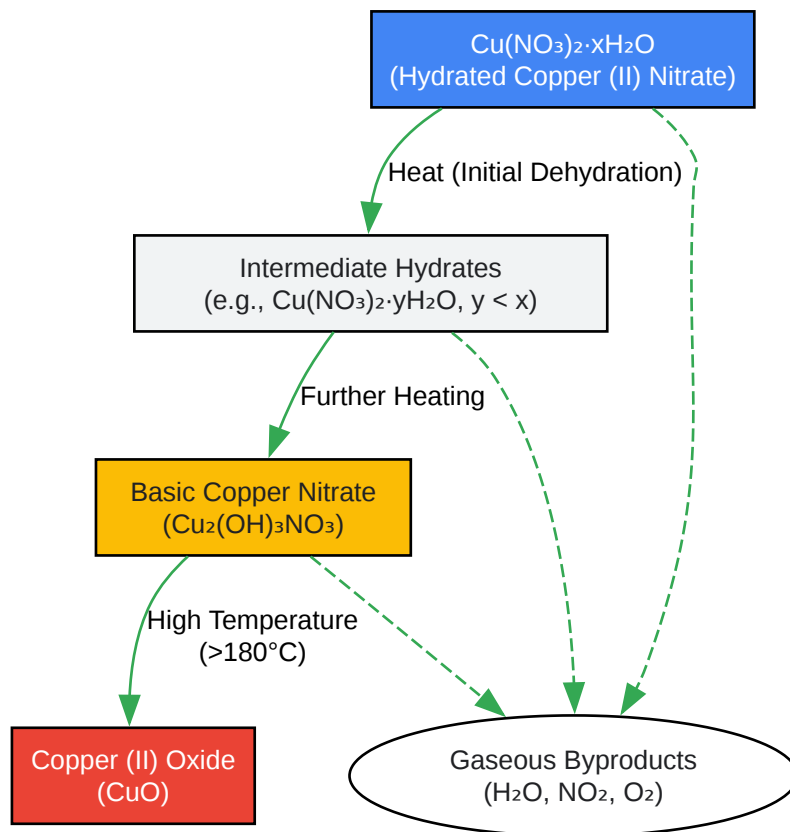 Cu(NO₃)₂·xH₂O
(Hydrated Copper (II) Nitrate)
Heat (Initial Dehydration)
Intermediate Hydrates
(e.g., Cu(NO₃)₂·yH₂O, y < x)
Further Heating
Basic Copper Nitrate
(Cu₂(OH)₃NO₃)
High Temperature
(>180°C)
Copper (II) Oxide
(CuO)
Gaseous Byproducts
(H₂O, NO₂, O₂)